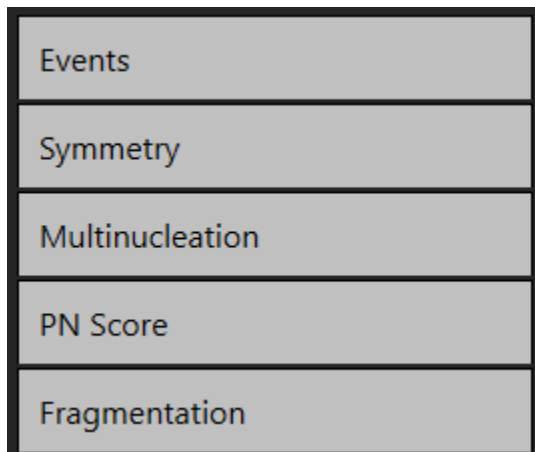 Events
Symmetry
Multinucleation
PN Score
Fragmentation